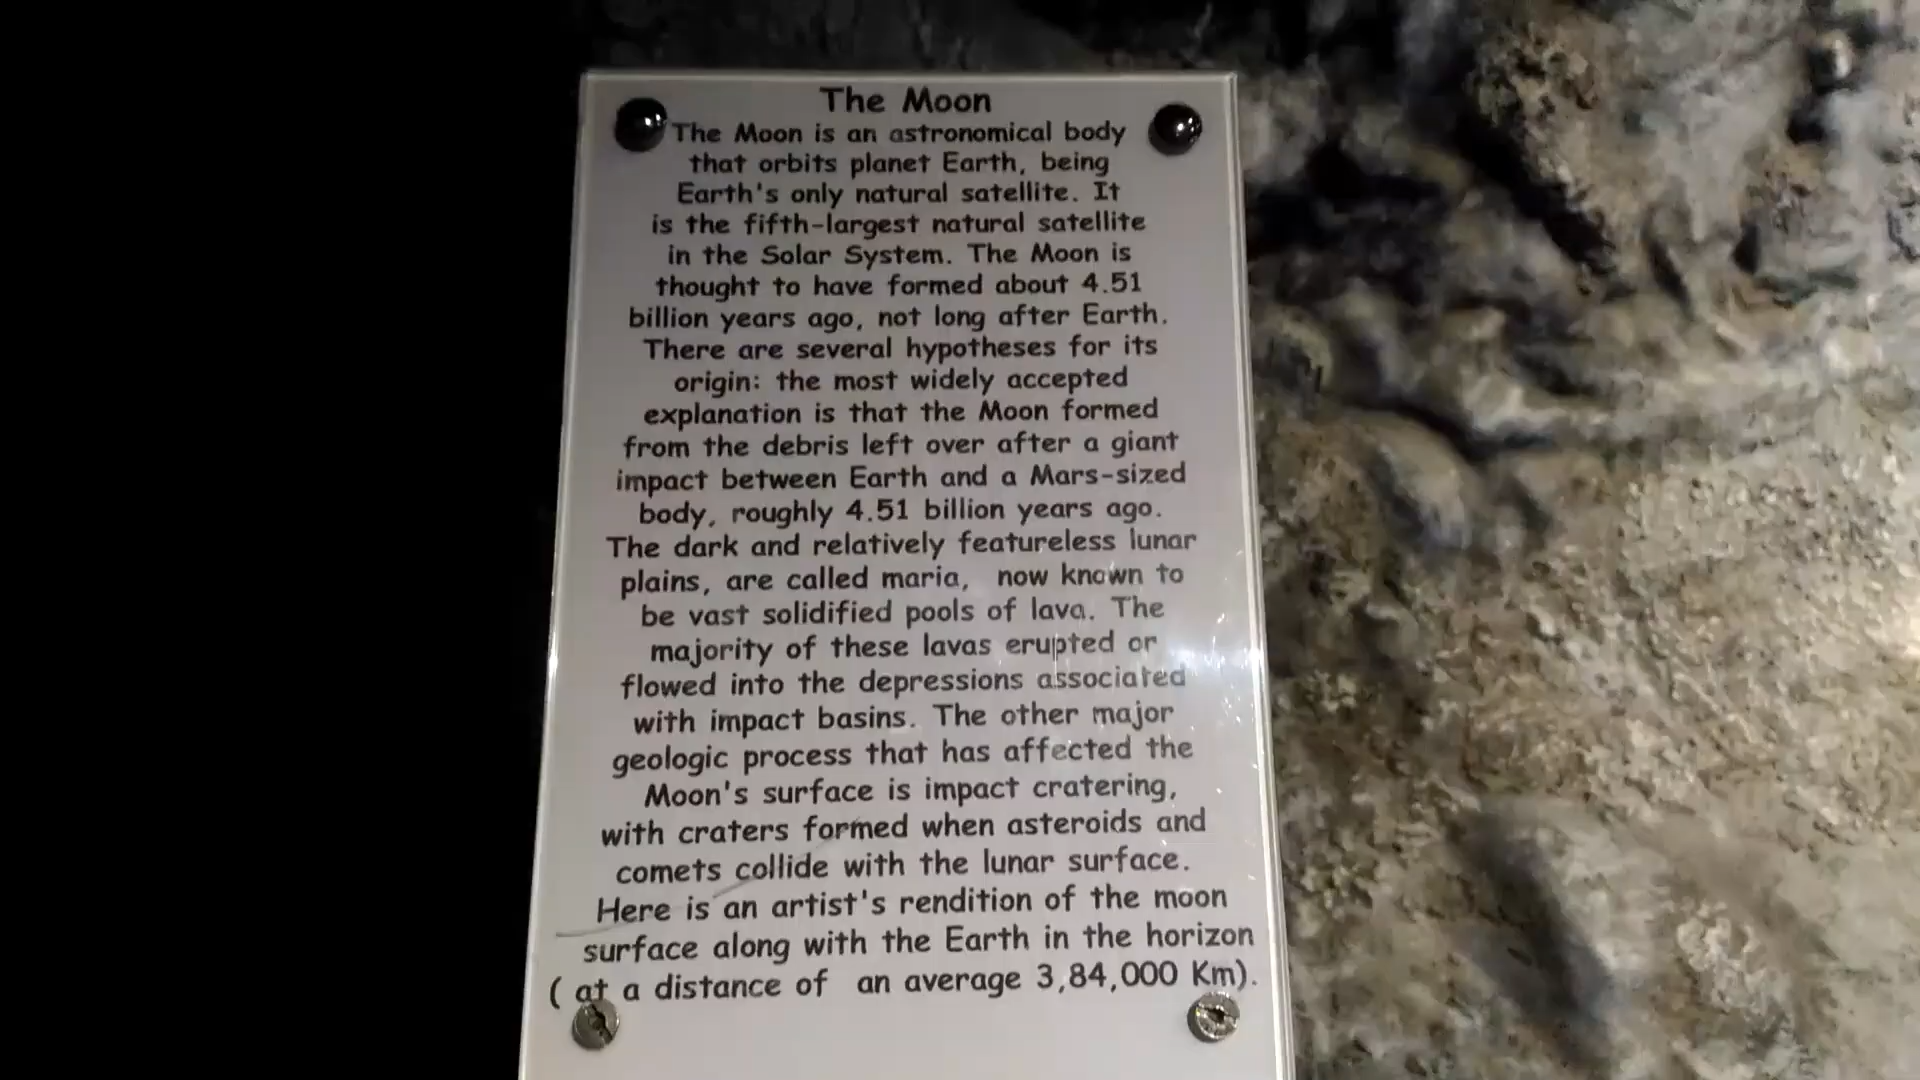 The Moon
The Moon is an astronomical body
that orbits planet Earth, being
Earth's only natural satellite. It
is the fifth-largest natural satellite
in the Solar System. The Moon is
thought to have formed about 4.51
billion years ago, not long after Earth.
There are several hypotheses for its
origin: the most widely accepted
explanation is that the Moon formed
from the debris left over after a giant
impact between Earth and a Mars-sized
body, roughly 4.51 billion years ago.
The dark and relatively featureless lunar
plains, are called maria, now known to
be vast solidified pools of lava. The
majority of these lavas erupted or
flowed into the depressions associated
with impact basins. The other major
geologic process that has affected the
Moon's surface is impact cratering,
with craters formed when asteroids and
comets collide with the lunar surface.
Here is an artist's rendition of the moon
surface along with the Earth in the horizon
( at a distance of an average 3,84,000 Km).